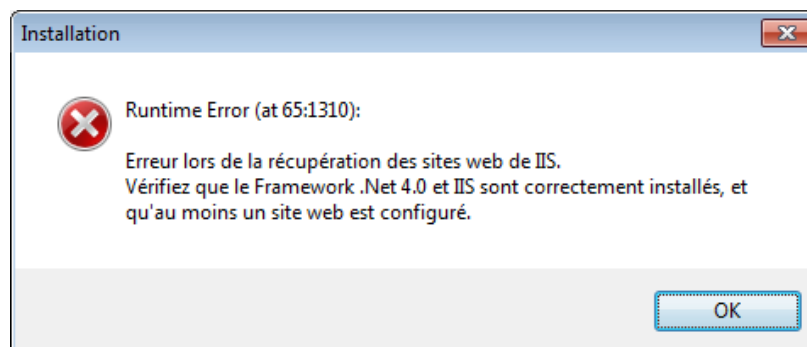 Installation
Runtime Error (at 65:1310):
Erreur lors de la récupération des sites web de IIS.
Vérifiez que le Framework .Net 4.0 et IIS sont correctement installés, et
qu'au moins un site web est configuré.
OK